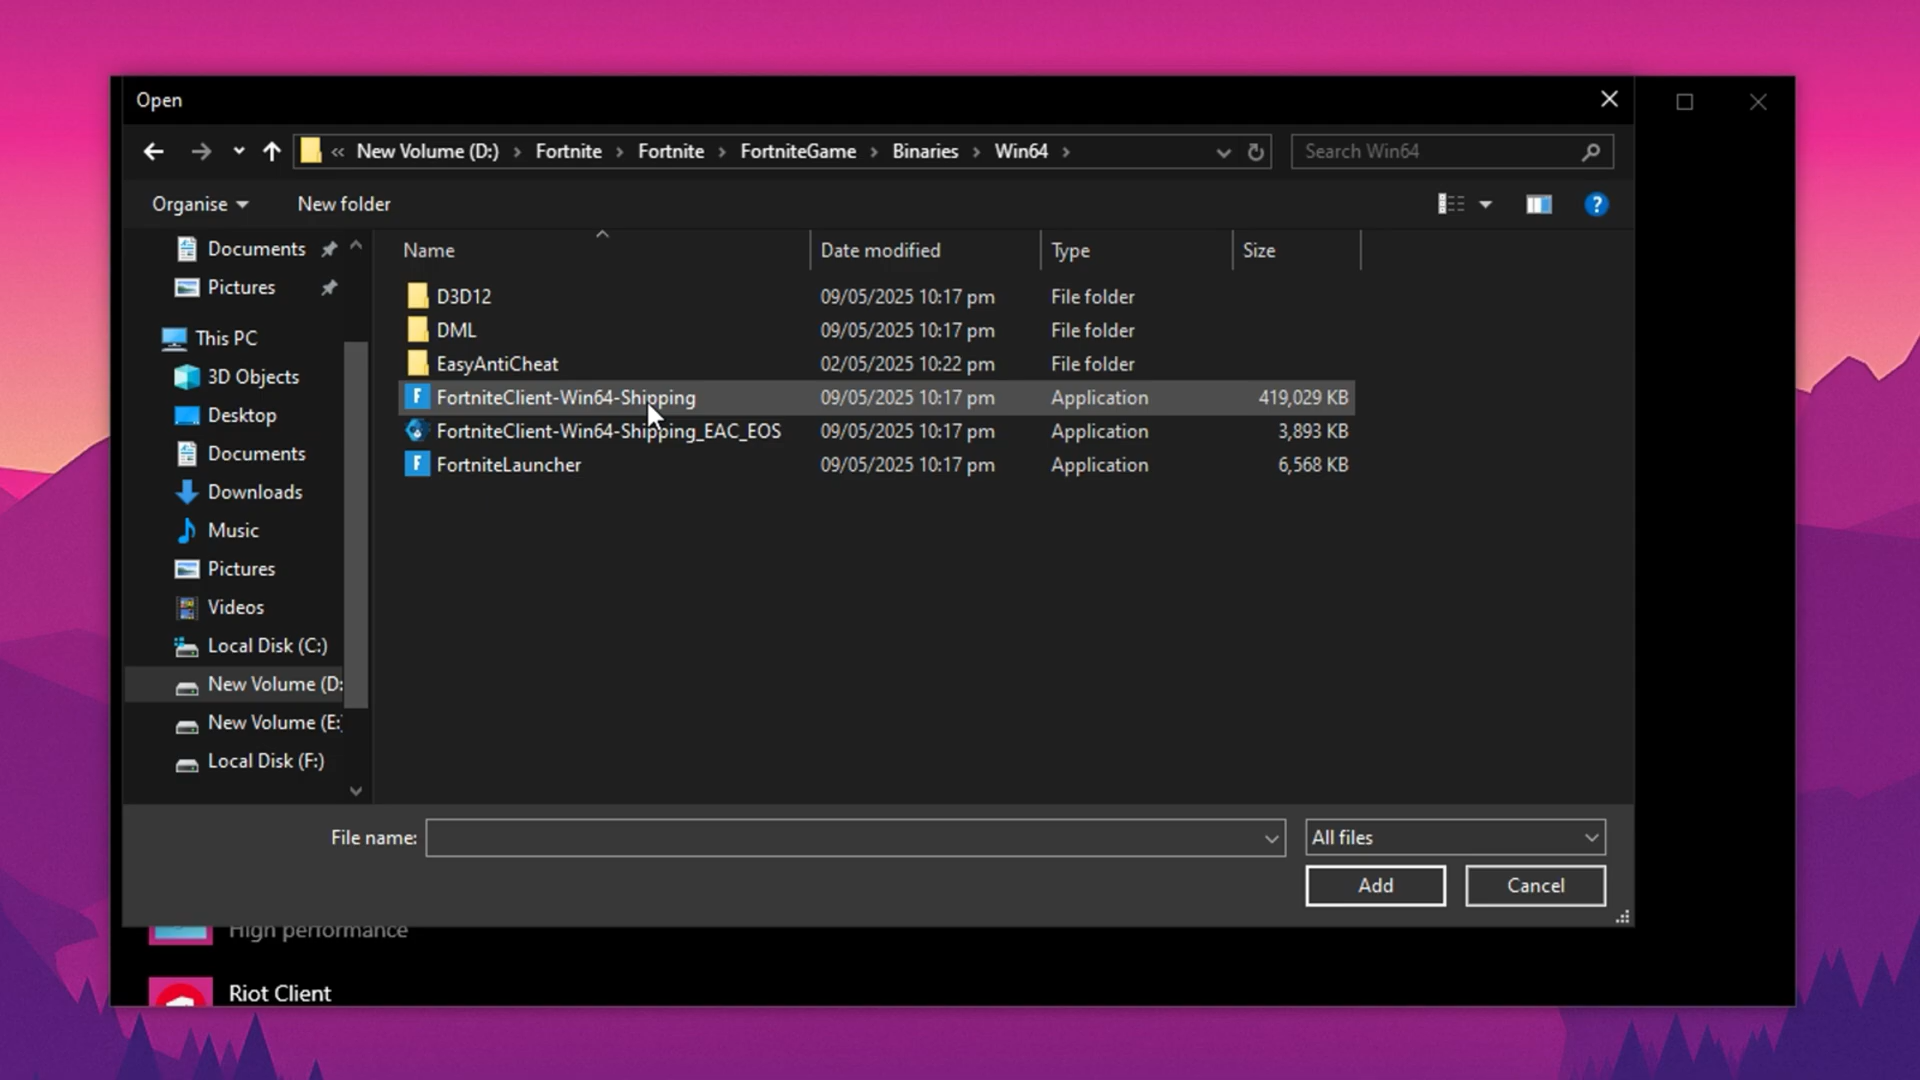 Open
« New Volume (D:) › Fortnite › Fortnite › FortniteGame › Binaries › Win64 ›
Search Win64
Organise
New folder
Documents
Pictures
This PC
3D Objects
Desktop
Documents
Downloads
Music
Pictures
Videos
Local Disk (C:)
New Volume (D:
New Volume (E:
Local Disk (F:)
Name Date modified Type Size
D3D12 09/05/2025 10:17 pm File folder
DML 09/05/2025 10:17 pm File folder
EasyAntiCheat 02/05/2025 10:22 pm File folder
FortniteClient-Win64-Shipping 09/05/2025 10:17 pm Application 419,029 KB
FortniteClient-Win64-Shipping_EAC_EOS 09/05/2025 10:17 pm Application 3,893 KB
FortniteLauncher 09/05/2025 10:17 pm Application 6,568 KB
File name:
All files
Add
Cancel
High performance
Riot Client